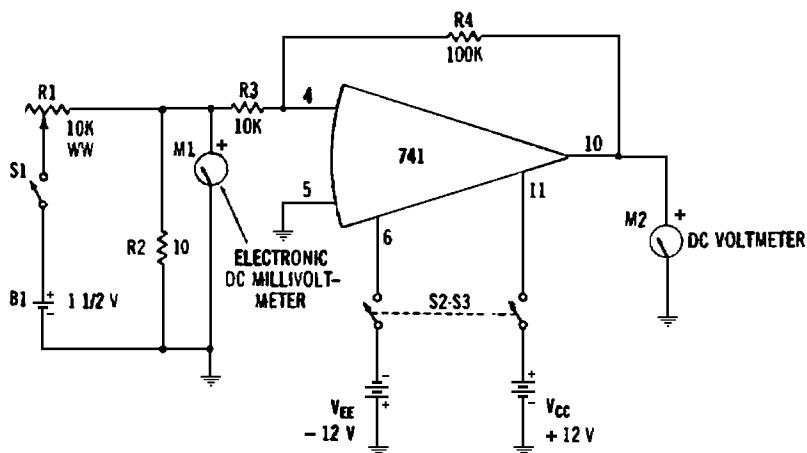 R4
100K
R1
10K
WW
R3
10K
4
M1
+
741
10
S1
5
11
R2
10
6
M2
+
DC VOLTMETER
ELECTRONIC
DC MILLIVOLT-
METER
B1
+
-
1 1/2 V
S2-S3
-
+
VEE
- 12 V
+
-
VCC
+ 12 V